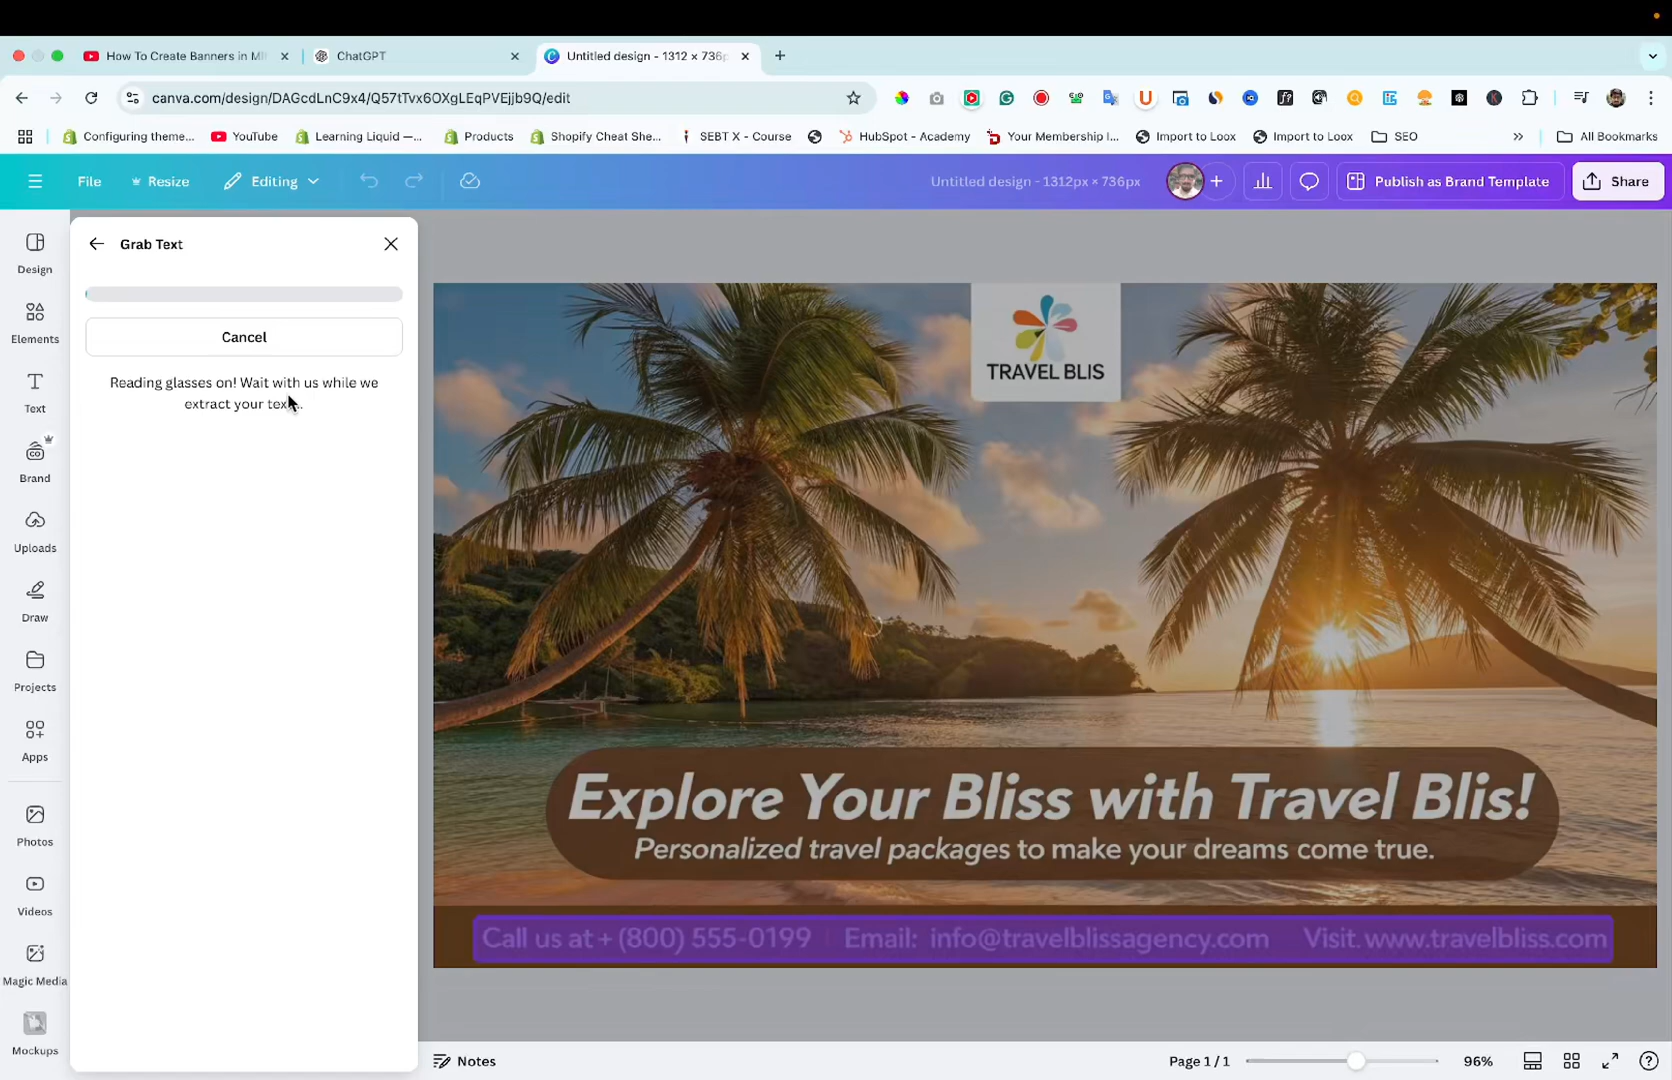 How To Create Banners in MI
ChatGPT
Untitled design - 1312 × 736p
canva.com/design/DAGcdLnC9x4/Q57tTvx6OXgLEqPVEjjb9Q/edit
Configuring theme...
YouTube
Learning Liquid —...
Products
Shopify Cheat She...
SEBT X - Course
HubSpot - Academy
Your Membership I...
Import to Loox
Import to Loox
SEO
All Bookmarks
File
Resize
Editing
Untitled design - 1312px × 736px
Publish as Brand Template
Share
Design
Elements
Text
Brand
Uploads
Draw
Projects
Apps
Photos
Videos
Magic Media
Mockups
Grab Text
Cancel
Reading glasses on! Wait with us while we
extract your
TRAVEL BLIS
Explore Your Bliss with Travel Blis!
Personalized travel packages to make your dreams come true.
Call us at + (800) 555-0199 Email: info@travelblissagency.com Visit. www.travelbliss.com
Notes
Page 1 / 1
96%